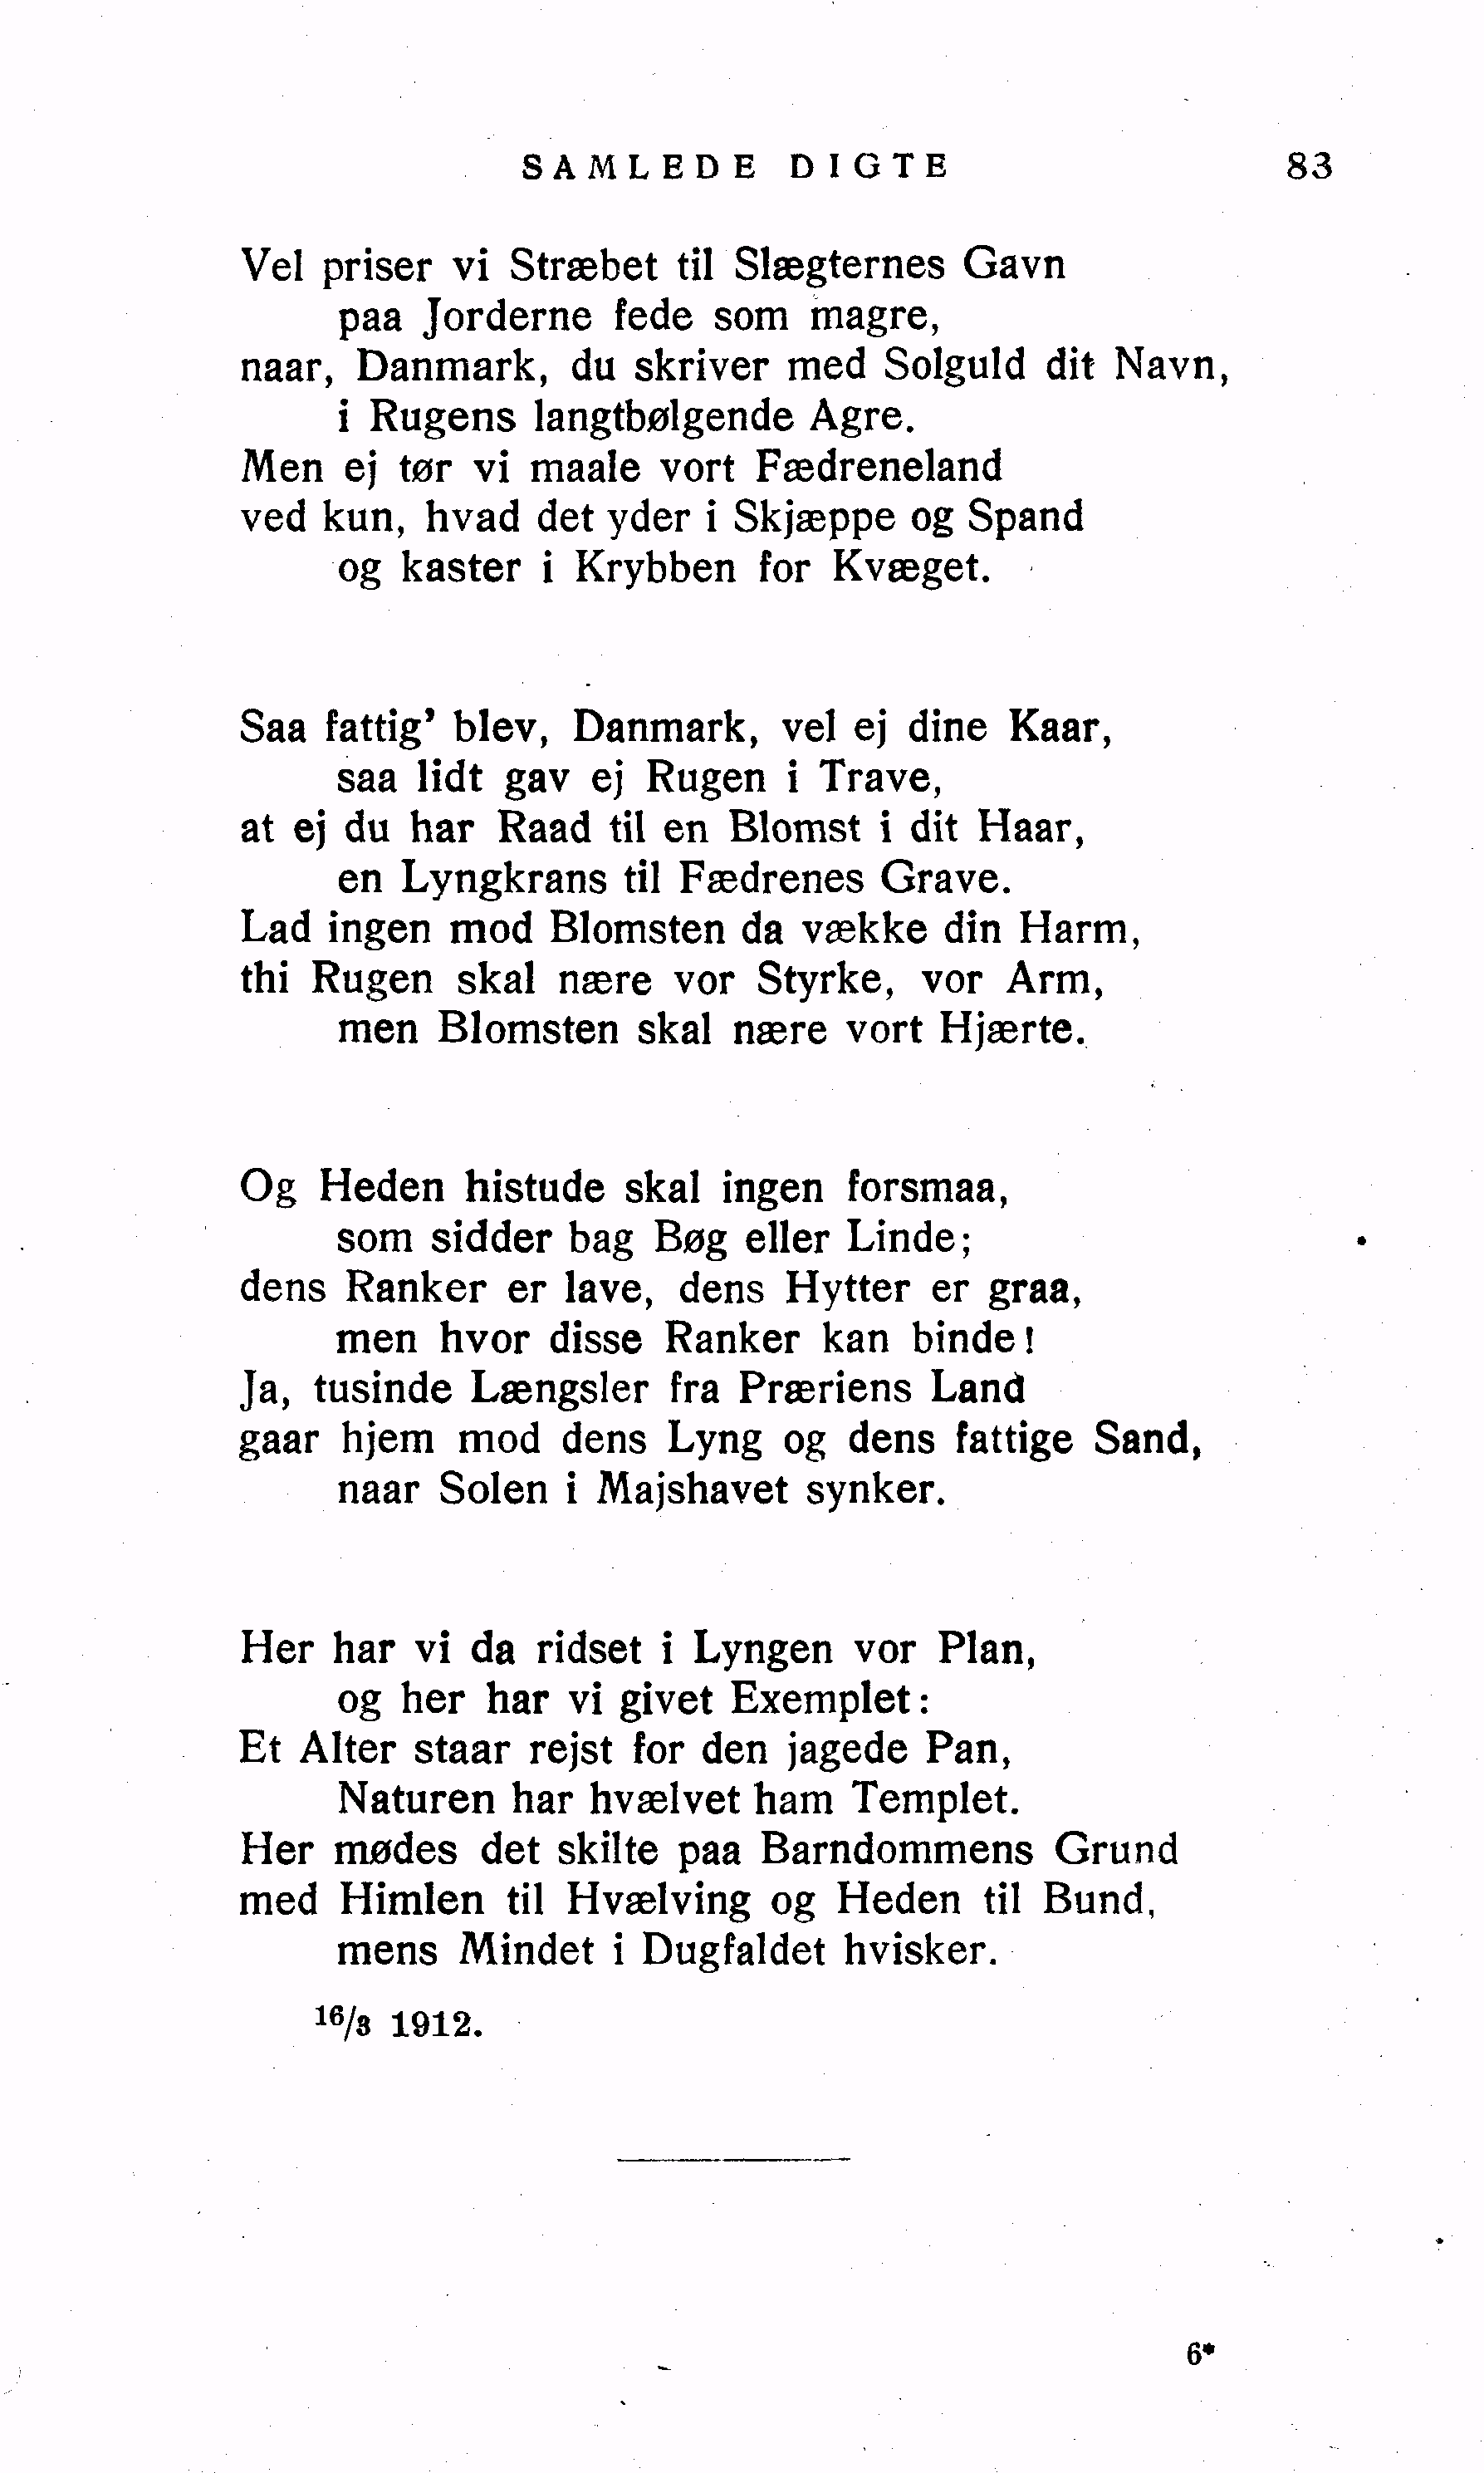 SAMLEDE DIGTE 83
Vel priser vi Stræbet til Slægternes Gavn
paa Jorderne fede som magre,
naar, Danmark, du skriver med Solguld dit Navn,
i Rugens langtbølgende Agre.
Men ej tør vi maale vort Fædreneland
ved kun, hvad det yder i Skjæppe og Spand
og kaster i Krybben for Kvæget.
Saa fattig' blev, Danmark, vel ej dine Kaar,
saa lidt gav ej Rugen i Trave,
at ej du har Raad til en Blomst i dit Haar,
en Lyngkrans til Fædrenes Grave.
Lad ingen mod Blomsten da vække din Harm,
thi Rugen skal nære vor Styrke, vor Arm,
men Blomsten skal nære vort Hjærte.
Og Heden histude skal ingen forsmaa,
som sidder bag Bøg eller Linde;
dens Ranker er lave, dens Hytter er graa,
men hvor disse Ranker kan binde!
Ja, tusinde Længsler fra Præriens Land
gaar hjem mod dens Lyng og dens fattige Sand,
naar Solen i Majshavet synker.
Her har vi da ridset i Lyngen vor Plan,
og her har vi givet Exemplet:
Et Alter staar rejst for den jagede Pan,
Naturen har hvælvet ham Templet.
Her mødes det skilte paa Barndommens Grund
med Himlen til Hvælving og Heden til Bund,
mens Mindet i Dugfaldet hvisker.
16/3 1912.
6*